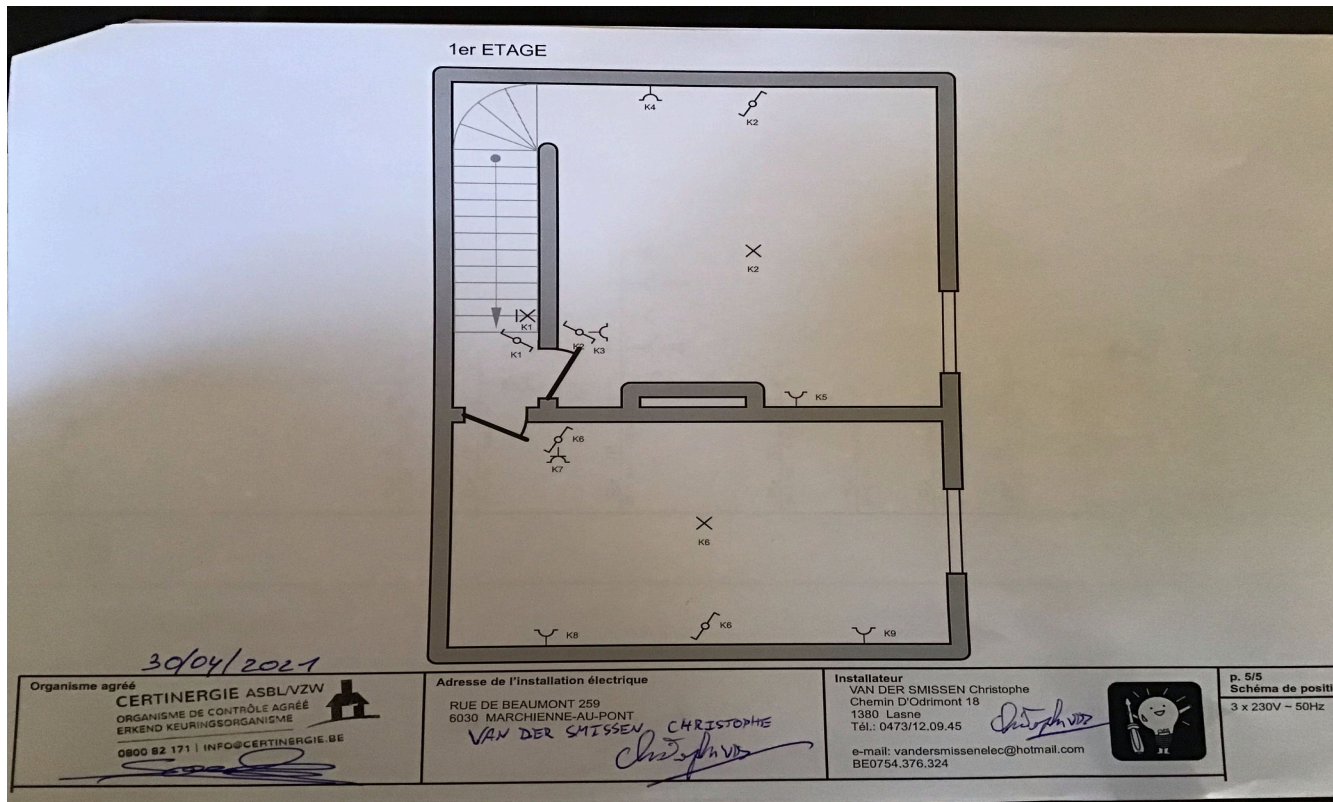 1er ETAGE
K4
K2
K2
K1
K1
K2
K3
K5
K6
K7
K6
K8
K6
K9
30/04/2021
Organisme agréé
CERTINERGIE ASBL/VZW
ORGANISME DE CONTRÔLE AGRÉÉ
ERKEND KEURINGSORGANISME
0800 82 171 | INFO@CERTINERGIE.BE
Adresse de l'installation électrique
RUE DE BEAUMONT 259
6030 MARCHIENNE-AU-PONT
VAN DER SMISSEN CHRISTOPHE
Installateur
VAN DER SMISSEN Christophe
Chemin D'Odrimont 18
1380 Lasne
Tél.: 0473/12.09.45
e-mail: vandersmissenelec@hotmail.com
BE0754.376.324
p. 5/5
Schéma de positi
3 x 230V ~ 50Hz